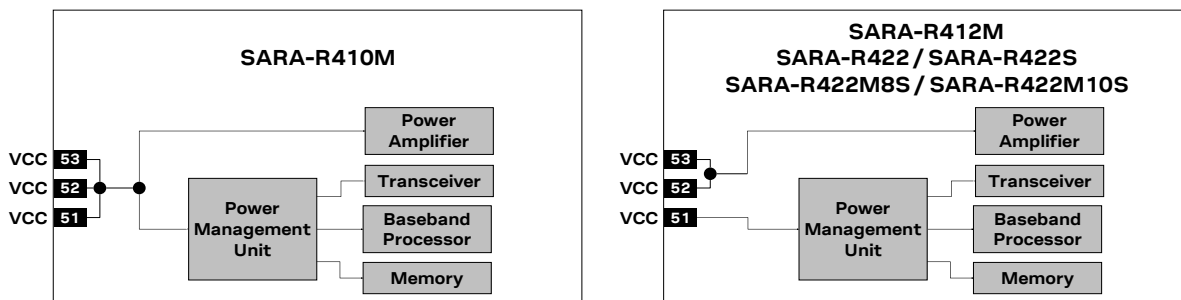 SARA-R410M
Power
Amplifier
VCC 53
VCC 52
VCC 51
Transceiver
Power
Management
Unit
Baseband
Processor
Memory
SARA-R412M
SARA-R422 / SARA-R422S
SARA-R422M8S / SARA-R422M10S
Power
Amplifier
VCC 53
VCC 52
VCC 51
Transceiver
Power
Management
Unit
Baseband
Processor
Memory